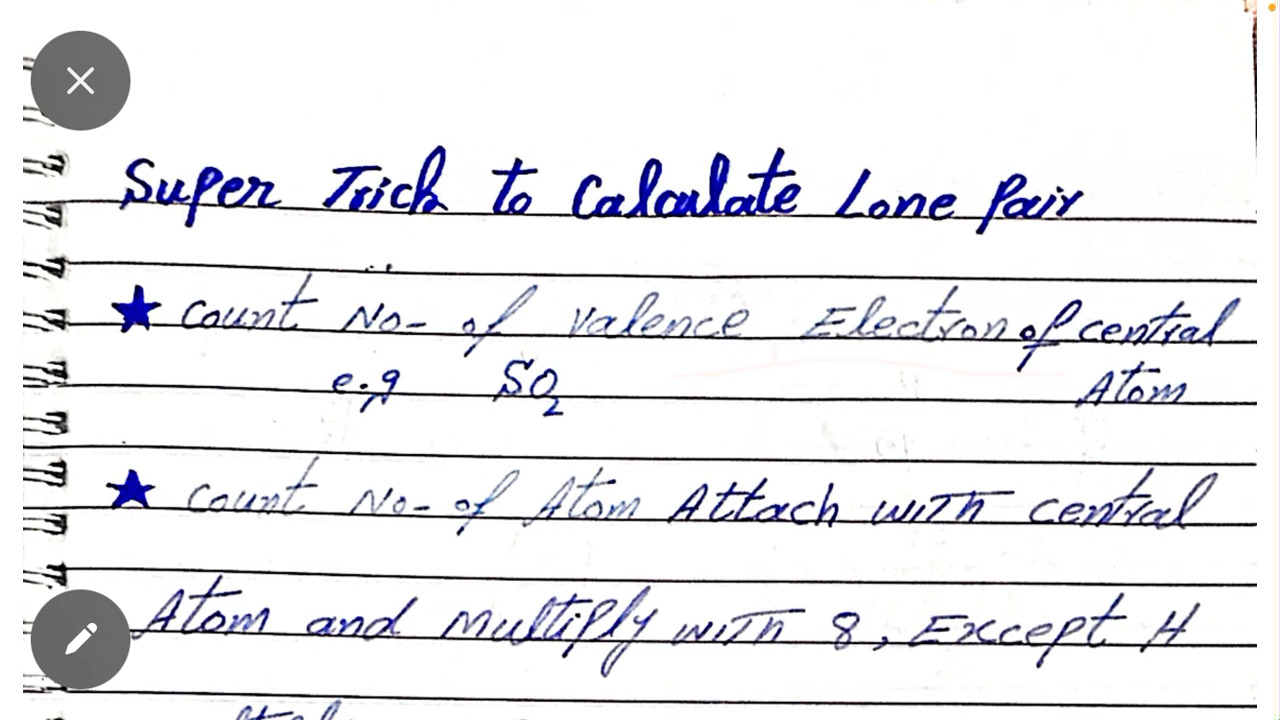 Super Trick to Calculate Lone Pair
★ Count No- of Valence Electron of central
e.g SO₂ Atom
★ Count No- of Atom Attach with central
Atom and Multiply with 8, Except H